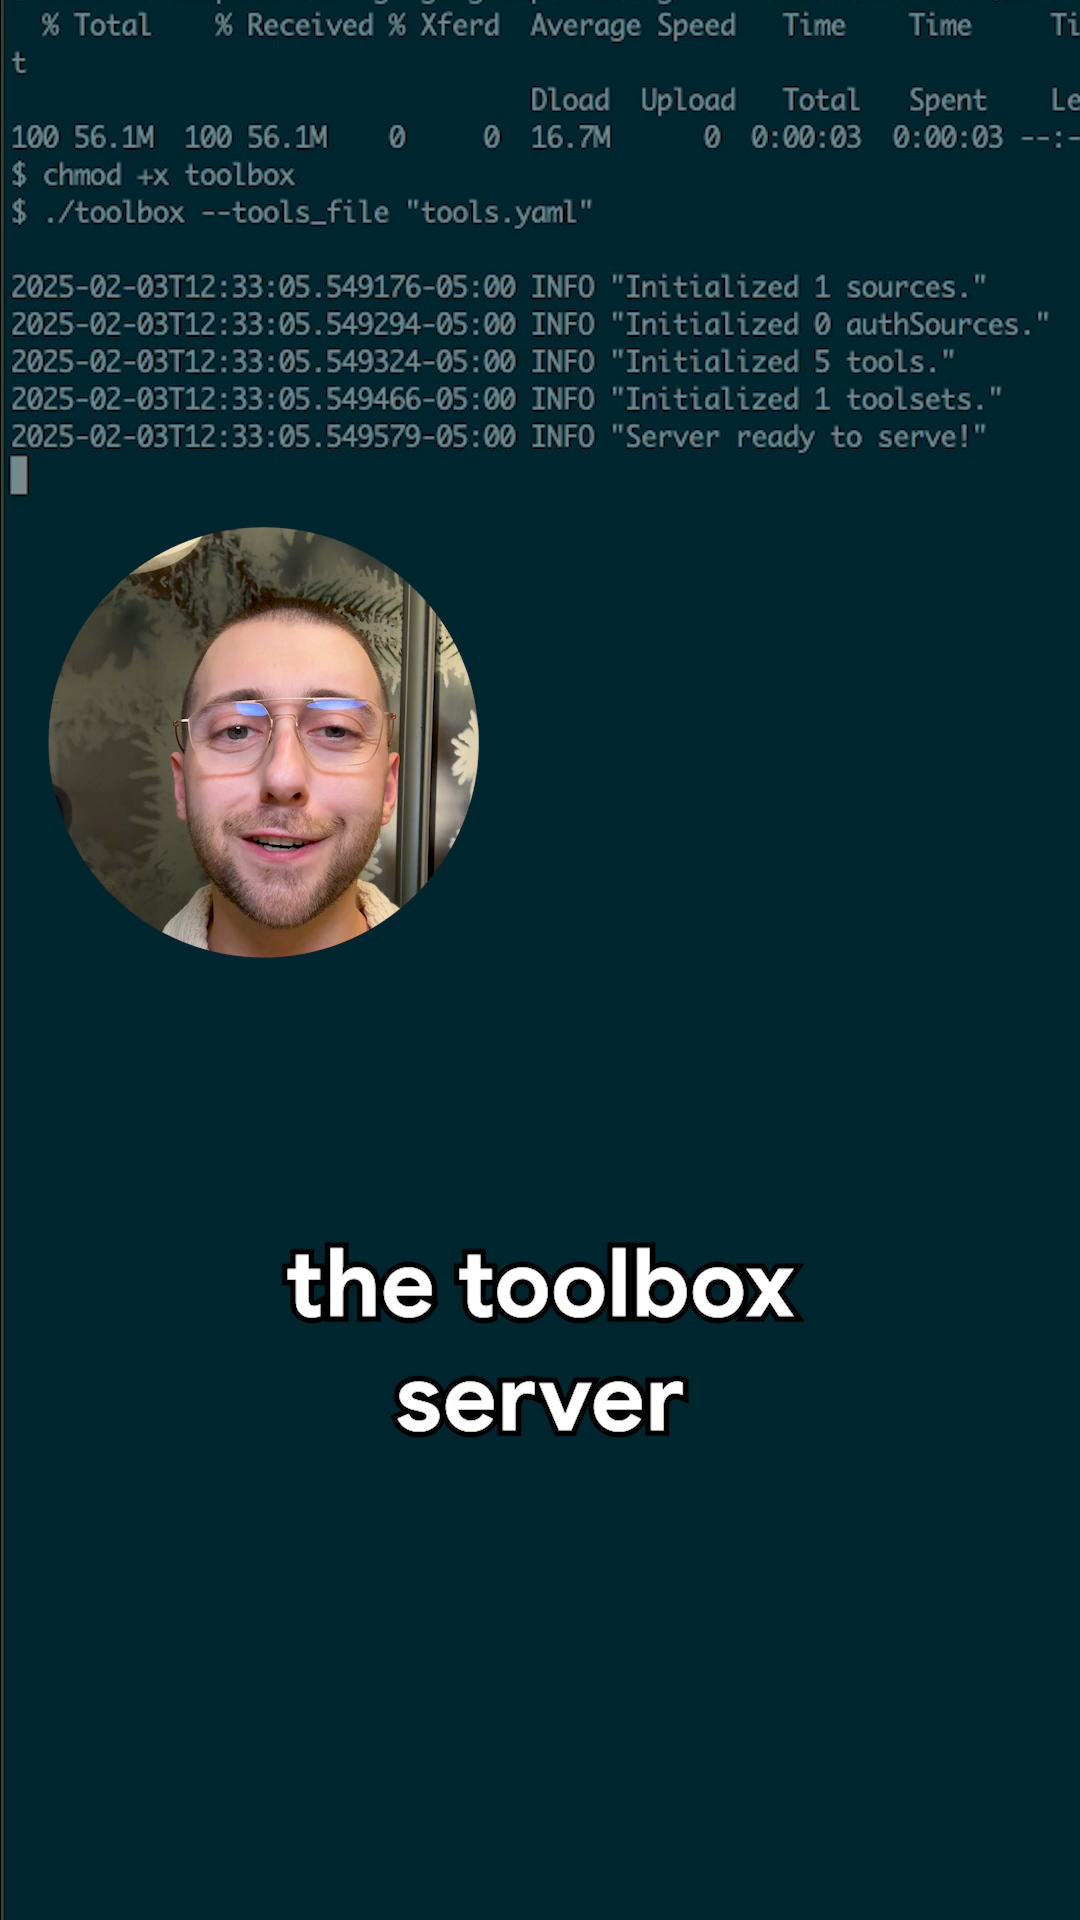 % Total % Received % Xferd Average Speed Time Time Ti
t
Dload Upload Total Spent Le
100 56.1M 100 56.1M 0 0 16.7M 0 0:00:03 0:00:03 --:-
$ chmod +x toolbox
$ ./toolbox --tools_file "tools.yaml"
2025-02-03T12:33:05.549176-05:00 INFO "Initialized 1 sources."
2025-02-03T12:33:05.549294-05:00 INFO "Initialized 0 authSources."
2025-02-03T12:33:05.549324-05:00 INFO "Initialized 5 tools."
2025-02-03T12:33:05.549466-05:00 INFO "Initialized 1 toolsets."
2025-02-03T12:33:05.549579-05:00 INFO "Server ready to serve!"
the toolbox
server